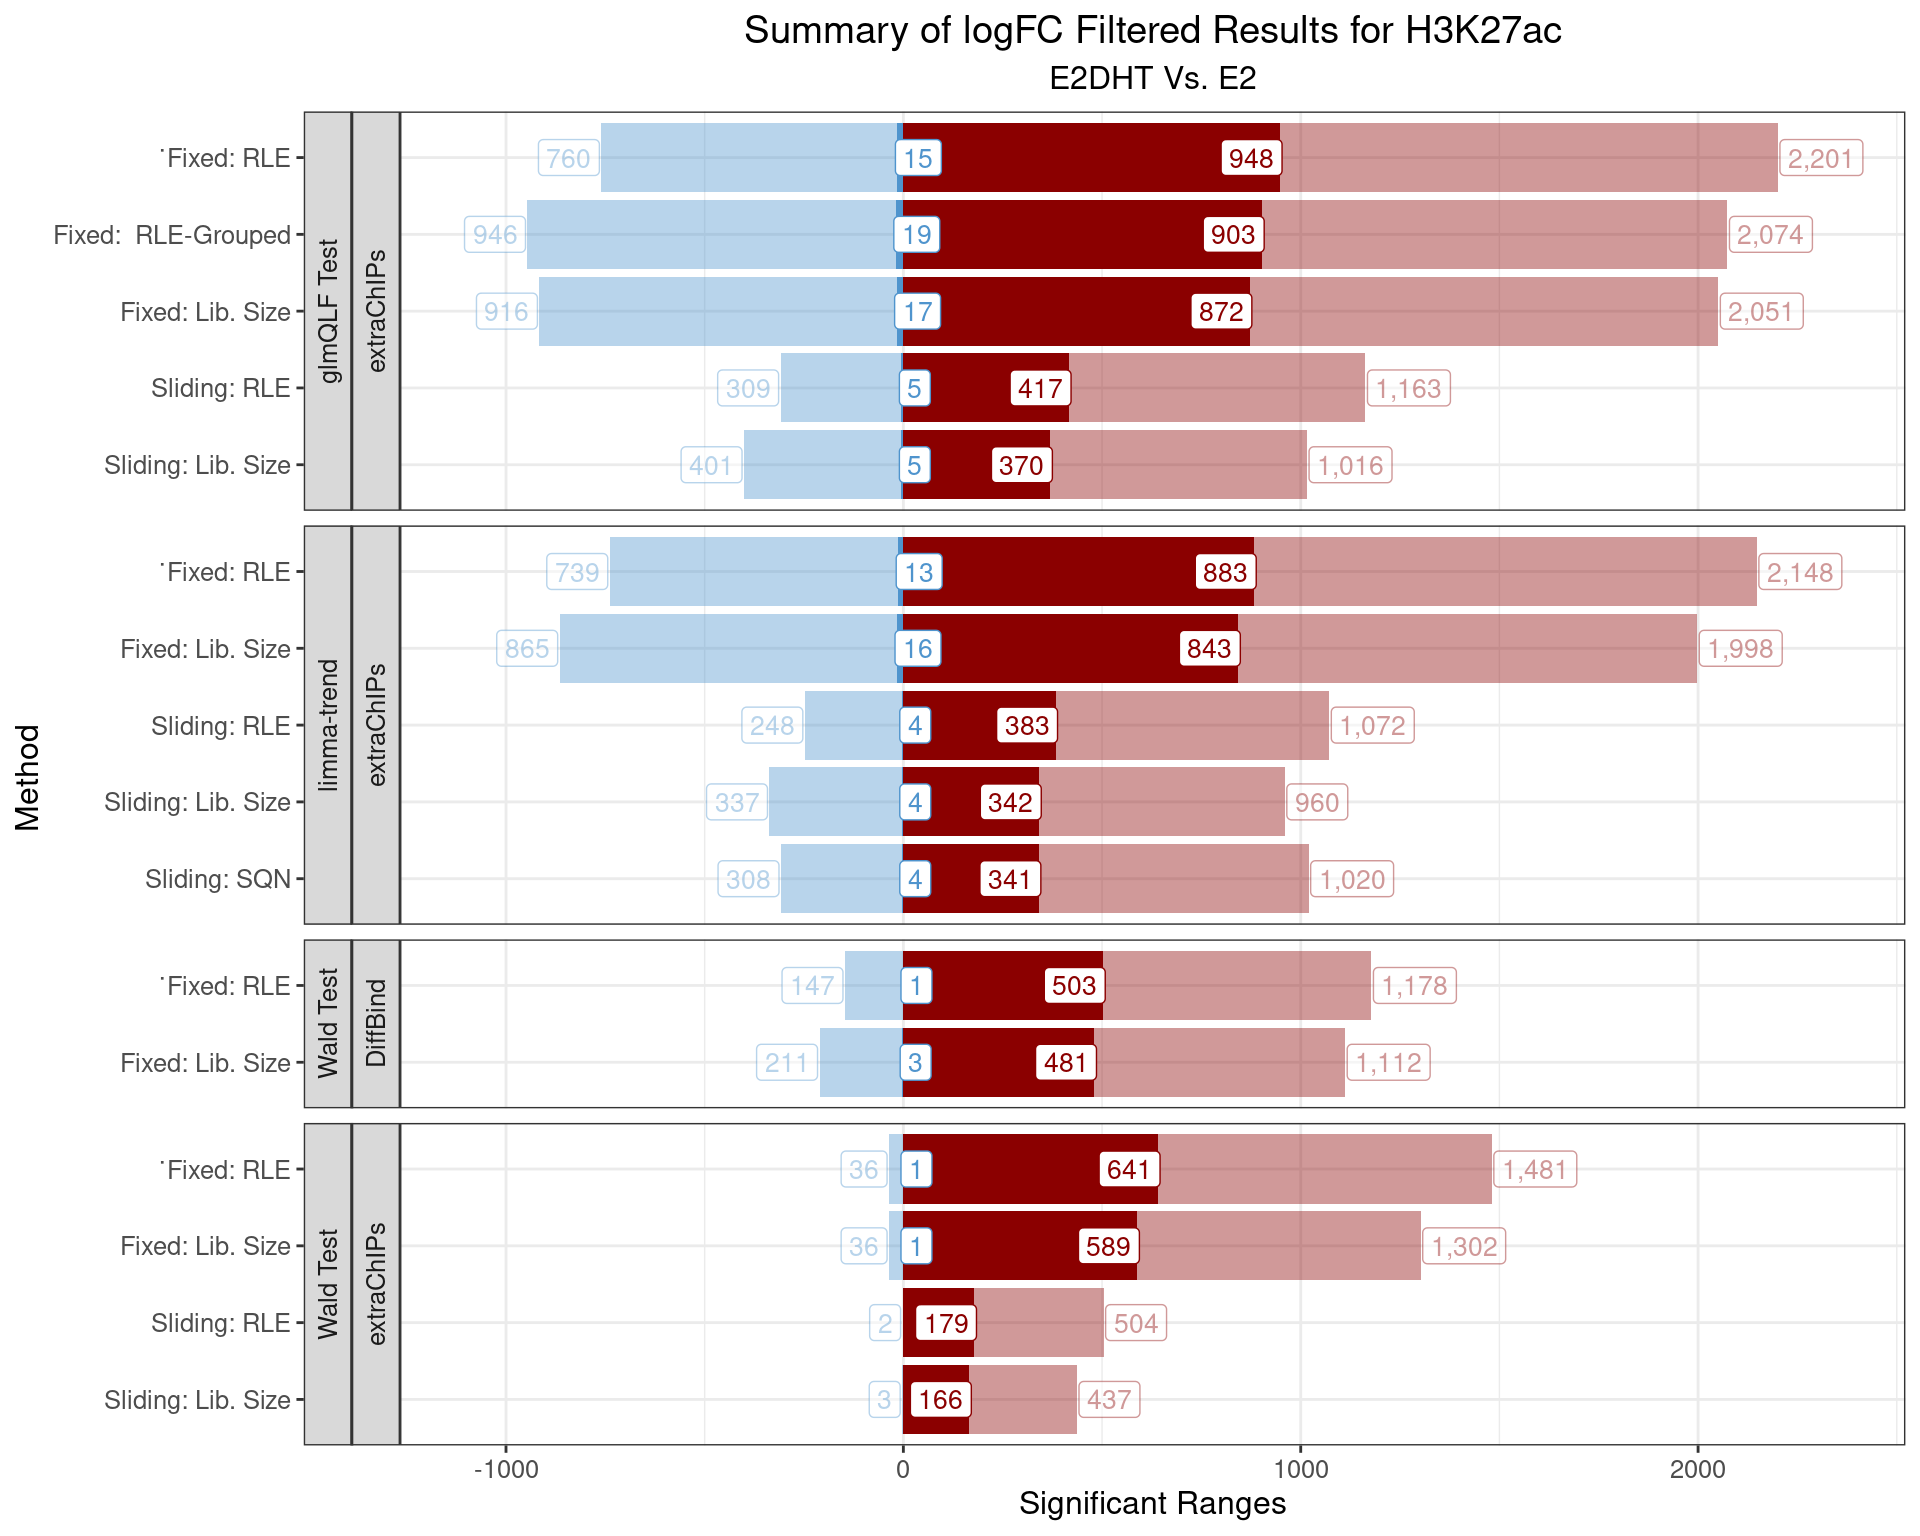 Summary of logFC Filtered Results for H3K27ac
E2DHT Vs. E2
Method
glmQLF Test
extraChIPs
˙Fixed: RLE
760
15
948
2,201
Fixed:  RLE-Grouped
946
19
903
2,074
Fixed: Lib. Size
916
17
872
2,051
Sliding: RLE
309
5
417
1,163
Sliding: Lib. Size
401
5
370
1,016
limma-trend
extraChIPs
˙Fixed: RLE
739
13
883
2,148
Fixed: Lib. Size
865
16
843
1,998
Sliding: RLE
248
4
383
1,072
Sliding: Lib. Size
337
4
342
960
Sliding: SQN
308
4
341
1,020
Wald Test
DiffBind
˙Fixed: RLE
147
1
503
1,178
Fixed: Lib. Size
211
3
481
1,112
Wald Test
extraChIPs
˙Fixed: RLE
36
1
641
1,481
Fixed: Lib. Size
36
1
589
1,302
Sliding: RLE
2
179
504
Sliding: Lib. Size
3
166
437
-1000
0
1000
2000
Significant Ranges